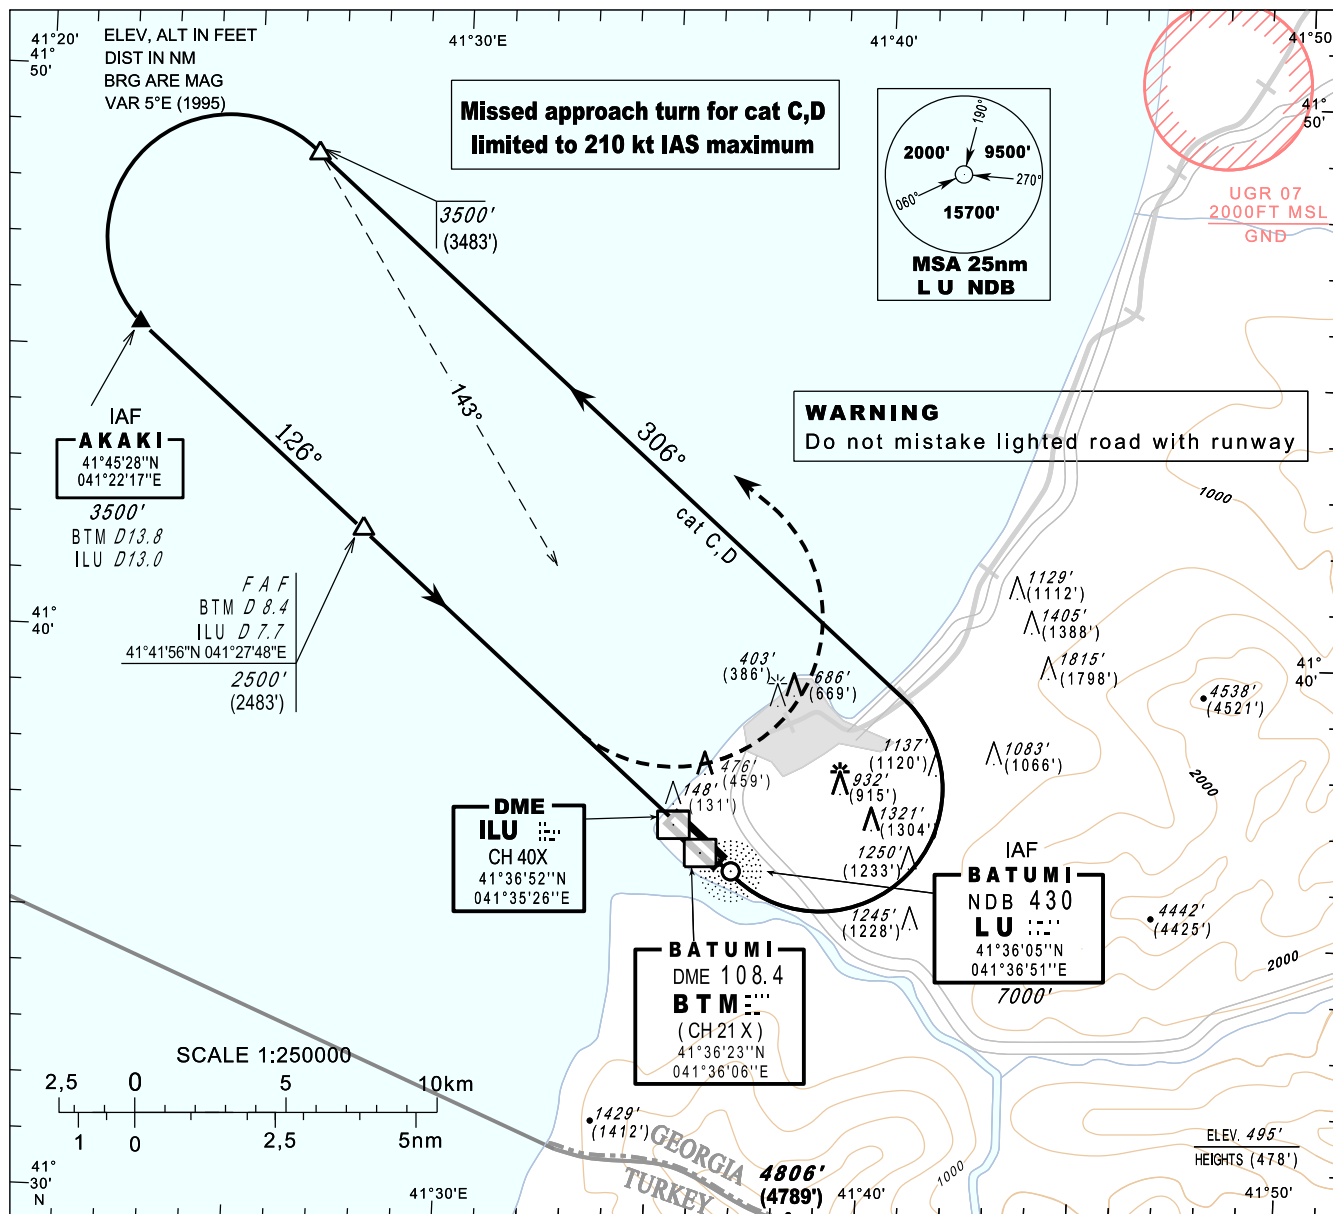 41°20'
41°30'E
41°40'
41°50'
41°
50'
ELEV, ALT IN FEET
DIST IN NM
BRG ARE MAG
VAR 5°E (1995)
Missed approach turn for cat C,D
limited to 210 kt IAS maximum
190°
2000'
9500'
060°
270°
15700'
MSA 25nm
L U NDB
41°
50'
UGR 07
2000FT MSL
GND
3500'
(3483')
143°
126°
306°
cat C,D
WARNING
Do not mistake lighted road with runway
IAF
AKAKI
41°45'28"N
041°22'17"E
3500'
BTM D13.8
ILU D13.0
FAF
BTM D 8.4
ILU D 7.7
41°41'56"N 041°27'48"E
2500'
(2483')
41°
40'
1000
1129'
(1112')
1405'
(1388')
1815'
(1798')
41°
40'
4538'
(4521')
403'
(386')
686'
(669')
1137'
(1120')
1083'
(1066')
476'
(459')
148'
(131')
932'
(915')
1321'
(1304')
1250'
(1233')
2000
DME
ILU
CH 40X
41°36'52"N
041°35'26"E
IAF
BATUMI
NDB 430
LU
41°36'05"N
041°36'51"E
7000'
1245'
(1228')
4442'
(4425')
2000
BATUMI
DME 108.4
BTM
(CH 21 X)
41°36'23"N
041°36'06"E
SCALE 1:250000
2,5 0 5 10km
1 0 2,5 5nm
1429'
(1412')
GEORGIA
TURKEY
4806'
(4789')
1000
ELEV. 495'
HEIGHTS (478')
41°
30'
N
41°30'E
41°40'
41°50'